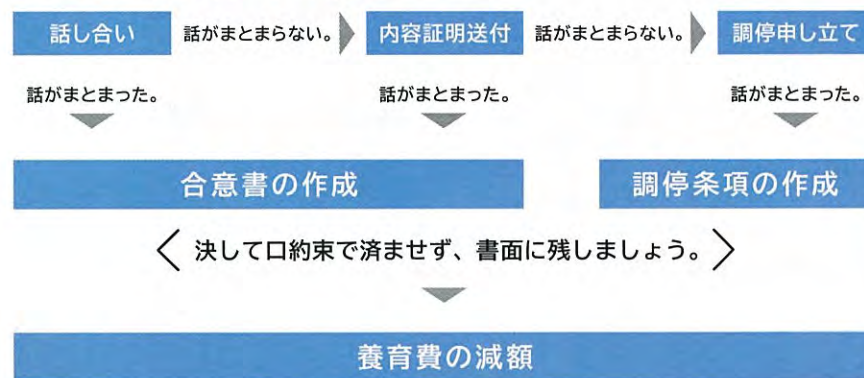 話し合い 話がまとまらない。 内容証明送付 話がまとまらない。 調停申し立て
話がまとまった。 話がまとまった。 話がまとまった。
合意書の作成 調停条項の作成
〈 決して口約束で済ませず、書面に残しましょう。 〉
養育費の減額